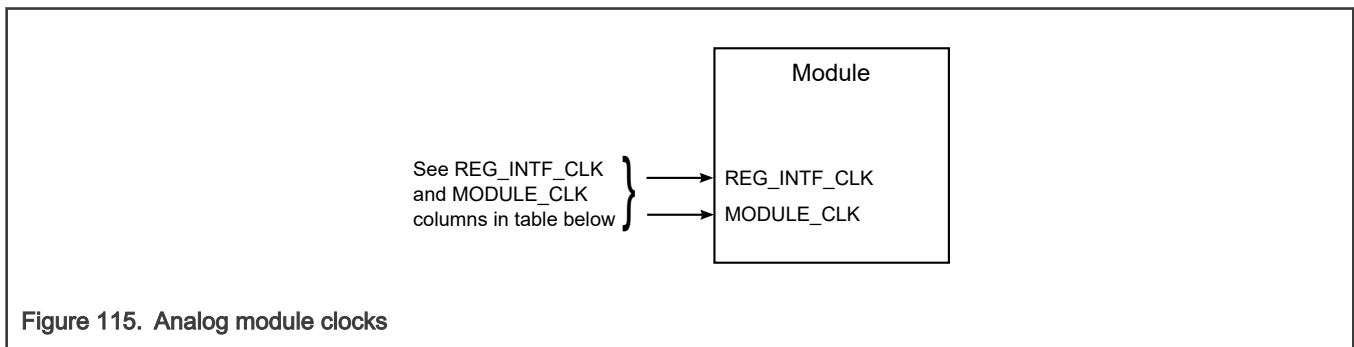 Module
See REG_INTF_CLK
and MODULE_CLK
columns in table below
REG_INTF_CLK
MODULE_CLK
Figure 115. Analog module clocks